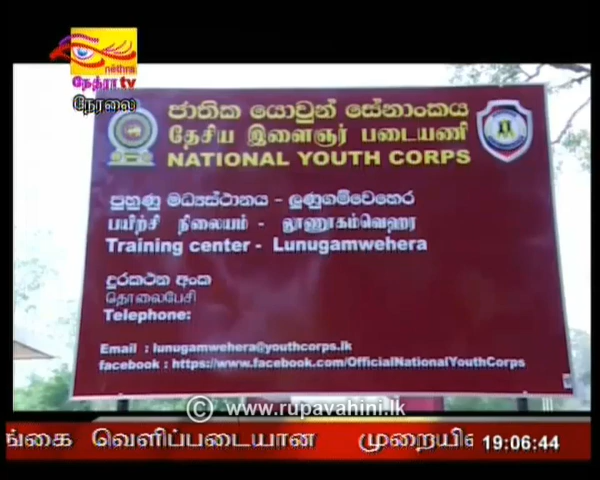 nethra
நேத்ரா tv
நேரலை
ජාතික යොවුන් සේනාංකය
தேசிய இளைஞர் படையணி
NATIONAL YOUTH CORPS
පුහුණු මධ්‍යස්ථානය - ලුණුගම්වෙහෙර
பயிற்சி நிலையம் - லூணுகம்வெஹர
Training center - Lunugamwehera
දුරකථන අංක
தொலைபேசி
Telephone:
Email : lunugamwehera@youthcorps.lk
facebook : https://www.facebook.com/OfficialNationalYouthCorps
© www.rupavahini.lk
ங்கை வெளிப்படையான முறையில் 19:06:44